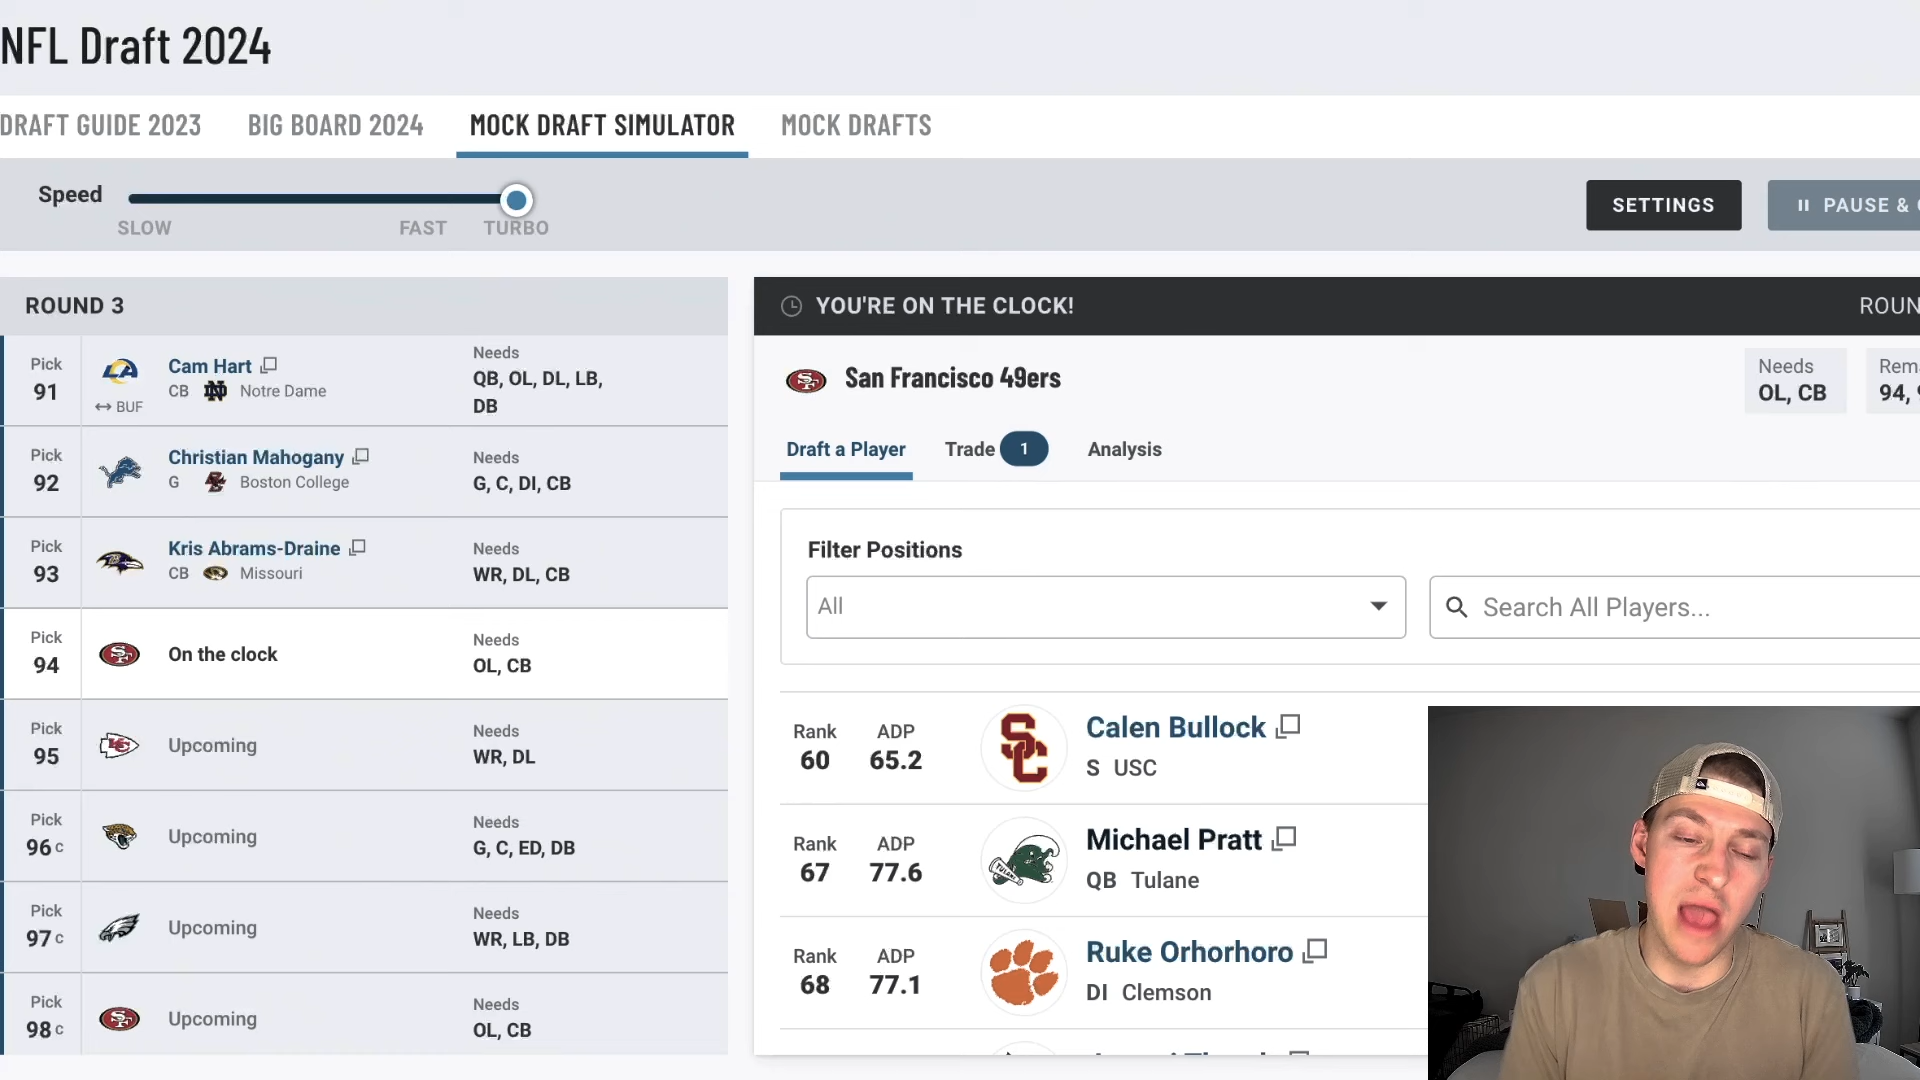 NFL Draft 2024
DRAFT GUIDE 2023 BIG BOARD 2024 MOCK DRAFT SIMULATOR MOCK DRAFTS
Speed
SLOW FAST TURBO
SETTINGS
PAUSE &
ROUND 3
Pick 91
BUF
Cam Hart
CB Notre Dame
Needs
QB, OL, DL, LB,
DB
Pick 92
Christian Mahogany
G Boston College
Needs
G, C, DI, CB
Pick 93
Kris Abrams-Draine
CB Missouri
Needs
WR, DL, CB
Pick 94
On the clock
Needs
OL, CB
Pick 95
Upcoming
Needs
WR, DL
Pick 96 C
Upcoming
Needs
G, C, ED, DB
Pick 97 C
Upcoming
Needs
WR, LB, DB
Pick 98 C
Upcoming
Needs
OL, CB
YOU'RE ON THE CLOCK!
ROUN
San Francisco 49ers
Needs
OL, CB
Rem
94,
Draft a Player Trade 1 Analysis
Filter Positions
All
Search All Players...
Rank 60
ADP 65.2
Calen Bullock
S USC
Rank 67
ADP 77.6
Michael Pratt
QB Tulane
Rank 68
ADP 77.1
Ruke Orhorhoro
DI Clemson